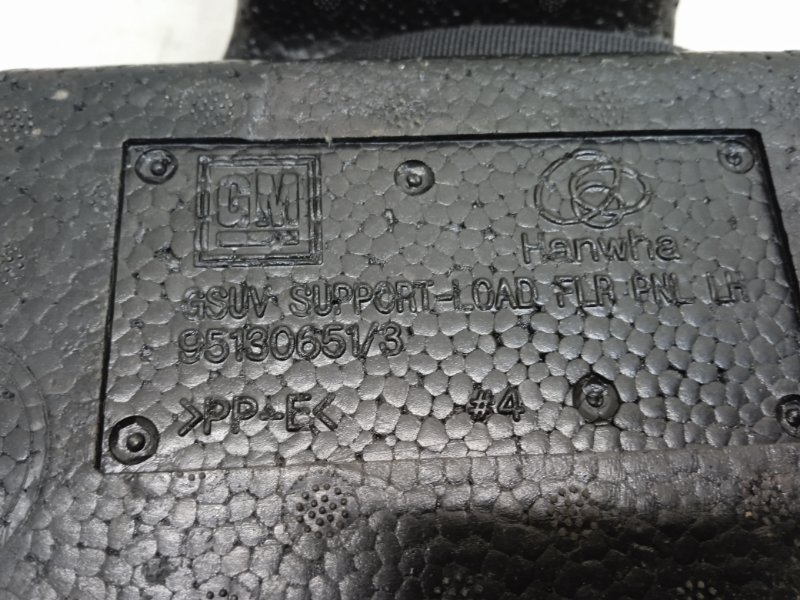 GM
Hanwha
GSUV SUPPORT-LOAD FLR PNL LH
95130651/3
>PP-E< #4